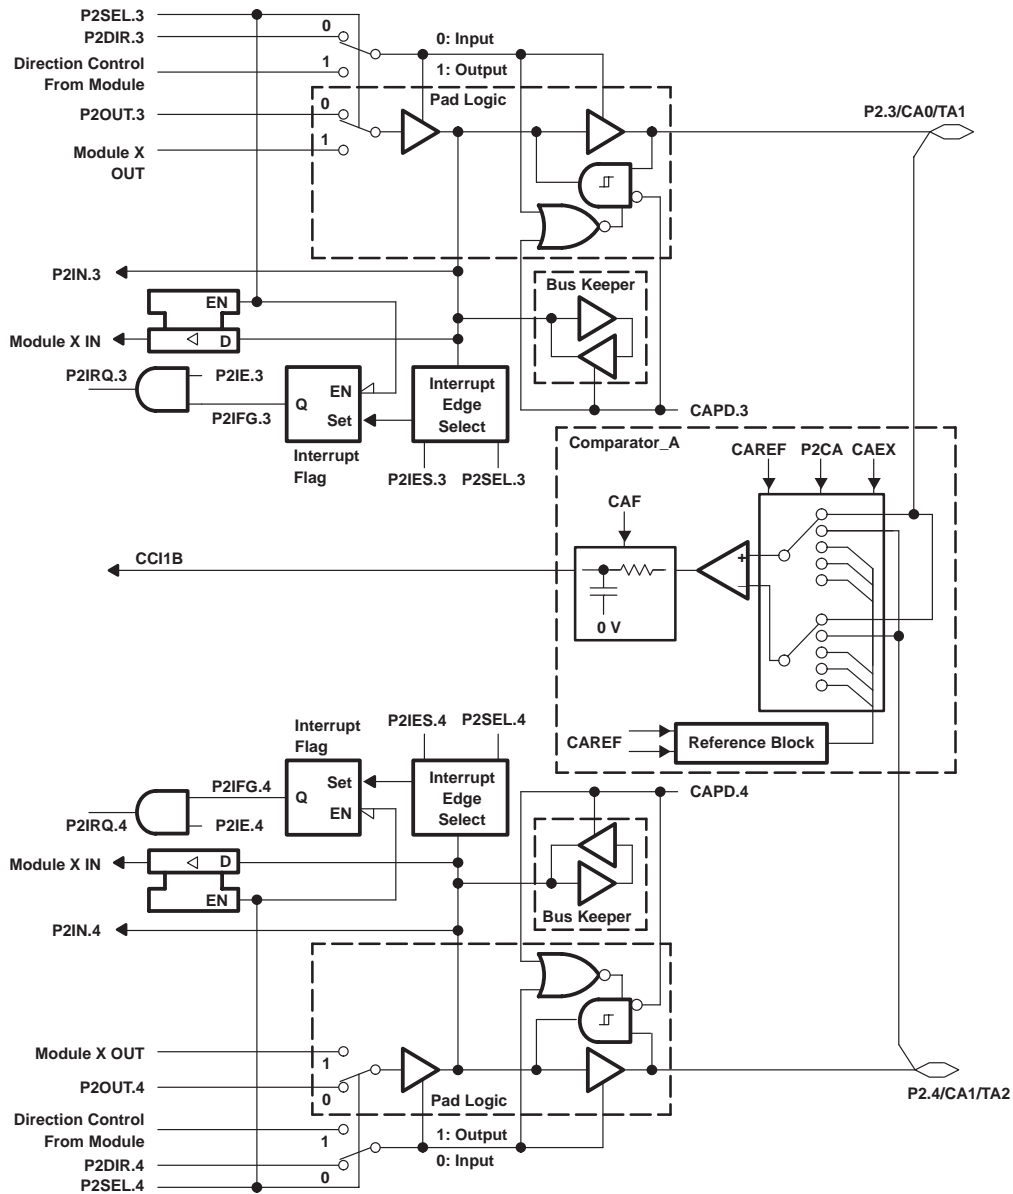 P2SEL.3
P2DIR.3
0
0: Input
Direction Control
From Module
1
1: Output
Pad Logic
P2OUT.3
0
P2.3/CA0/TA1
Module X
OUT
1
P2IN.3
Bus Keeper
EN
Module X IN
D
P2IRQ.3
P2IE.3
P2IFG.3
EN
Q
Set
Interrupt
Edge
Select
Interrupt
Flag
P2IES.3
P2SEL.3
CAPD.3
Comparator_A
CAREF
P2CA
CAEX
CAF
CCI1B
+
−
0 V
CAREF
Reference Block
Interrupt
Flag
P2IES.4
P2SEL.4
P2IFG.4
Set
Q
EN
Interrupt
Edge
Select
CAPD.4
P2IRQ.4
P2IE.4
Module X IN
D
EN
Bus Keeper
P2IN.4
Module X OUT
1
P2OUT.4
0
Pad Logic
P2.4/CA1/TA2
Direction Control
From Module
1
1: Output
0: Input
P2DIR.4
0
P2SEL.4